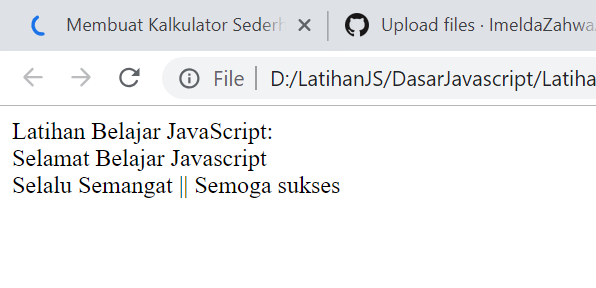 Membuat Kalkulator Sederh
Upload files · ImeldaZahwa
File
D:/LatihanJS/DasarJavascript/Latiha
Latihan Belajar JavaScript:
Selamat Belajar Javascript
Selalu Semangat || Semoga sukses